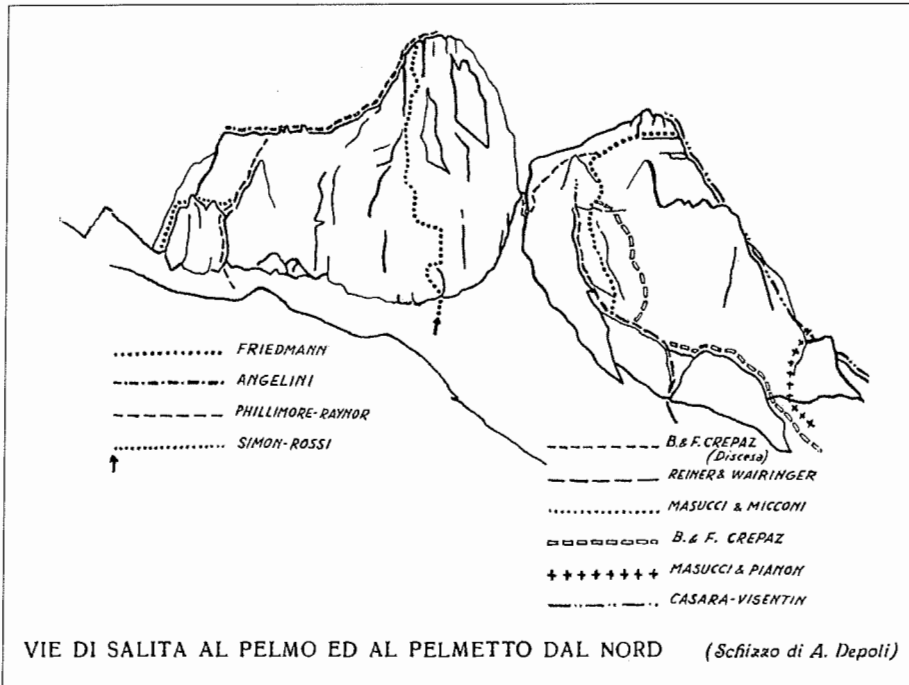 FRIEDMANN
ANGELINI
PHILLIMORE-RAYNOR
SIMON-ROSSI
B. & F. CREPAZ
(Discesa)
REINER & WAIRINGER
MASUCCI & MICCONI
B. & F. CREPAZ
MASUCCI & PIANON
CASARA-VISENTIN
VIE DI SALITA AL PELMO ED AL PELMETTO DAL NORD (Schizzo di A. Depoli)